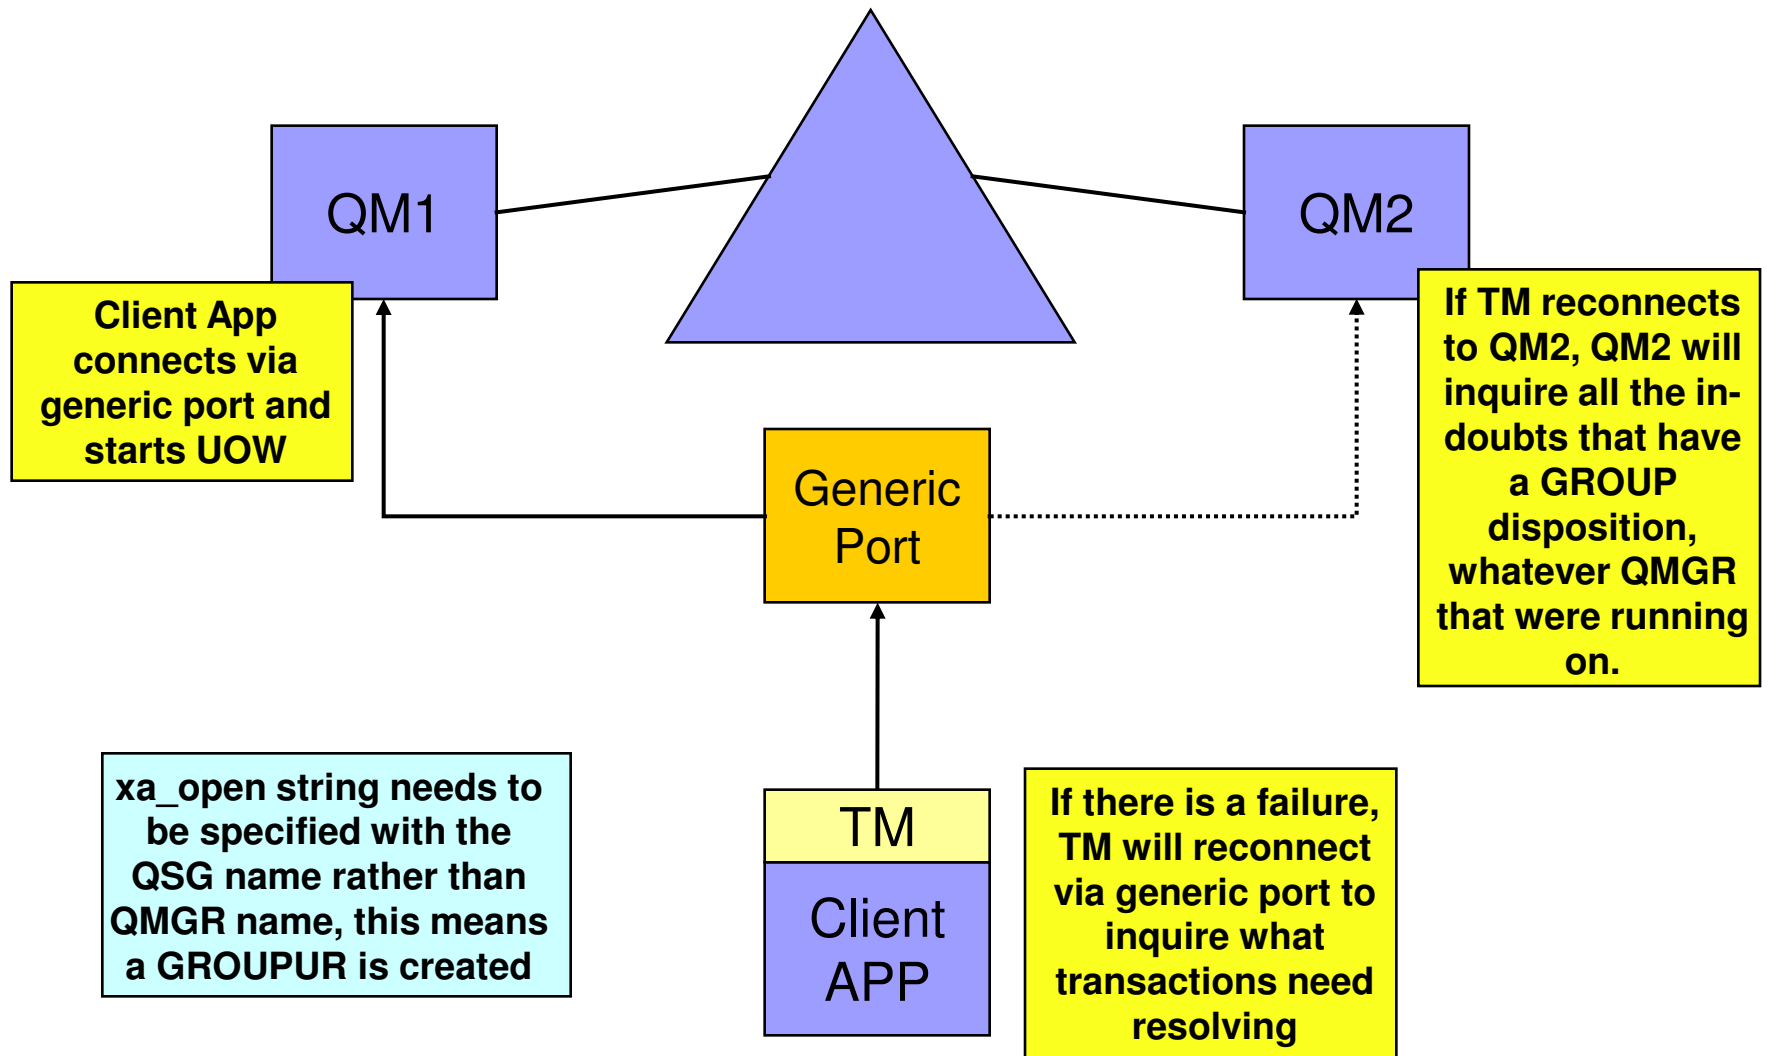 QM1
QM2
Client App
connects via
generic port and
starts UOW
If TM reconnects
to QM2, QM2 will
inquire all the in-
doubts that have
a GROUP
disposition,
whatever QMGR
that were running
on.
Generic
Port
xa_open string needs to
be specified with the
QSG name rather than
QMGR name, this means
a GROUPUR is created
TM
Client
APP
If there is a failure,
TM will reconnect
via generic port to
inquire what
transactions need
resolving